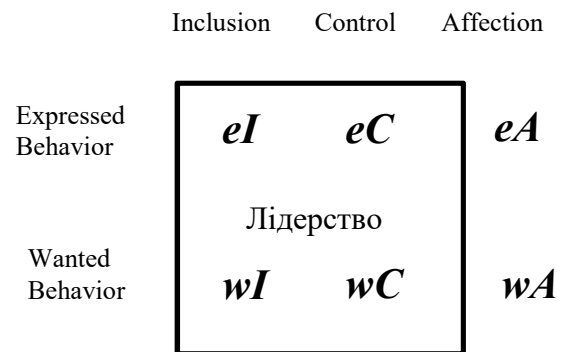 Inclusion Control Affection
Expressed
Behavior
eI eC eA
Лідерство
Wanted
Behavior
wI wC wA